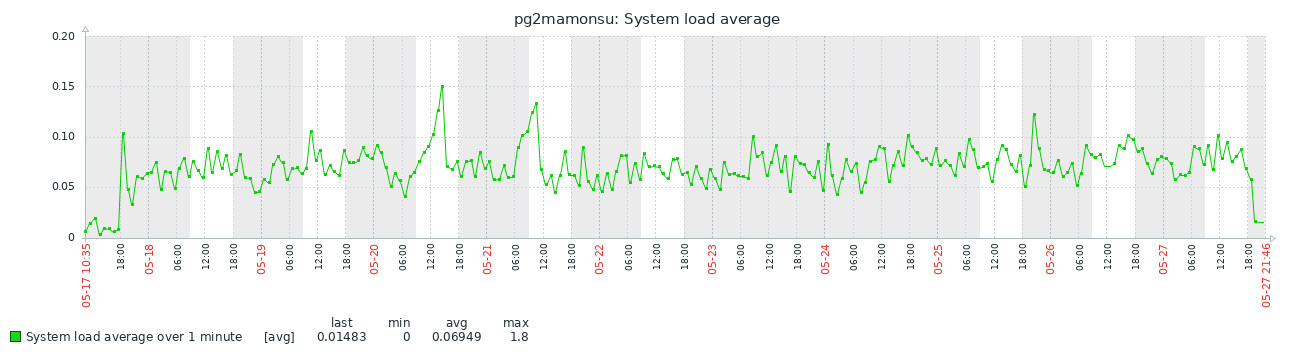 pg2mamonsu: System load average
0.20
0.15
0.10
0.05
0
05-17 10:35 18:00 05-18 06:00 12:00 18:00 05-19 06:00 12:00 18:00 05-20 06:00 12:00 18:00 05-21 06:00 12:00 18:00 05-22 06:00 12:00 18:00 05-23 06:00 12:00 18:00 05-24 06:00 12:00 18:00 05-25 06:00 12:00 18:00 05-26 06:00 12:00 18:00 05-27 06:00 12:00 18:00 05-27 21:46
last min avg max
System load average over 1 minute [avg] 0.01483 0 0.06949 1.8